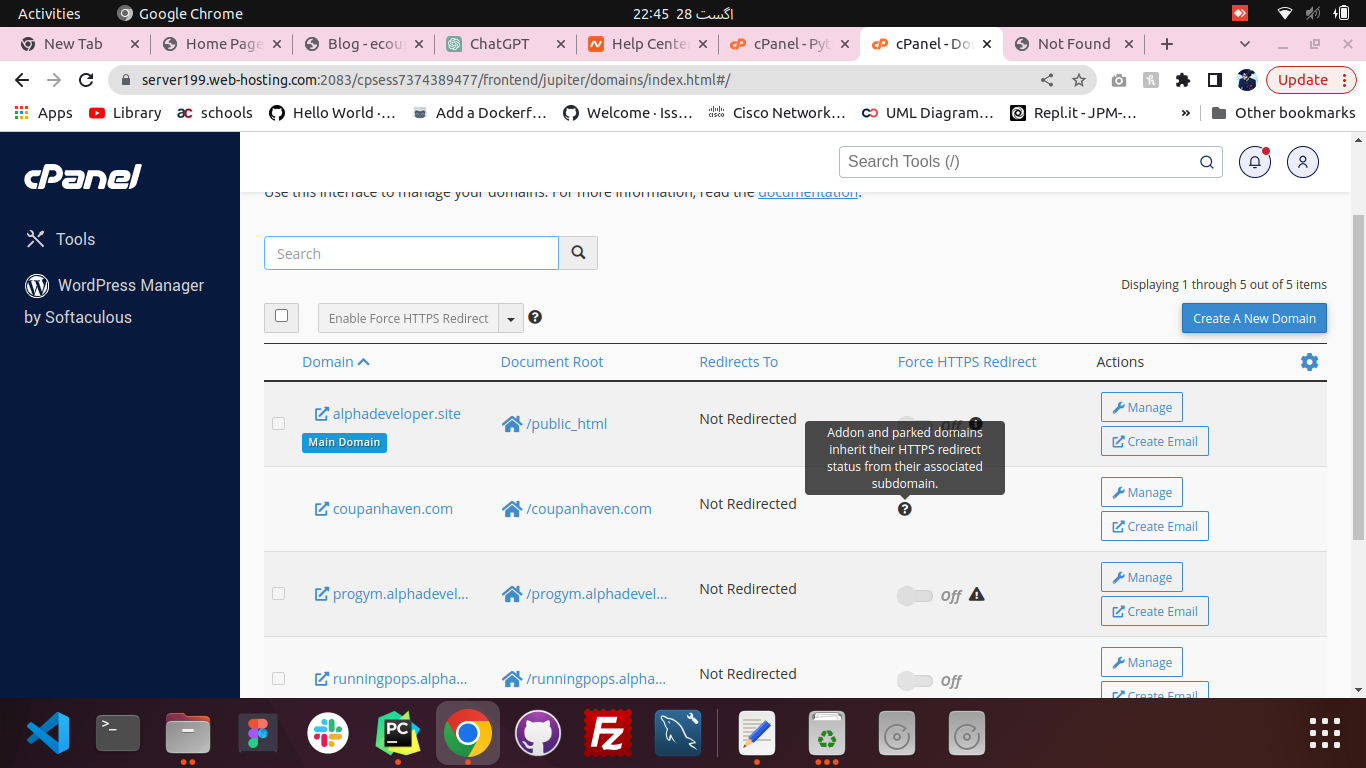 Activities
Google Chrome
22:45 28 اگست
New Tab
Home Page
Blog - ecoup
ChatGPT
Help Center
cPanel - Pyt
cPanel - Do
Not Found
server199.web-hosting.com:2083/cpsess7374389477/frontend/jupiter/domains/index.html#/
Update
Apps
Library
schools
Hello World · ...
Add a Dockerf...
Welcome · Iss...
Cisco Network...
UML Diagram...
Repl.it - JPM-...
»
Other bookmarks
cPanel
Tools
WordPress Manager
by Softaculous
Search Tools (/)
Use this interface to manage your domains. For more information, read the documentation.
Search
Displaying 1 through 5 out of 5 items
Enable Force HTTPS Redirect
Create A New Domain
Domain
Document Root
Redirects To
Force HTTPS Redirect
Actions
alphadeveloper.site
Main Domain
/public_html
Not Redirected
Off
Manage
Create Email
Addon and parked domains
inherit their HTTPS redirect
status from their associated
subdomain.
coupanhaven.com
/coupanhaven.com
Not Redirected
Manage
Create Email
progym.alphadevel...
/progym.alphadevel...
Not Redirected
Off
Manage
Create Email
runningpops.alpha...
/runningpops.alpha...
Not Redirected
Off
Manage
Create Email
PC
Fz